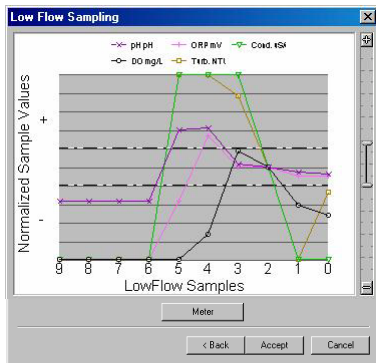 Low Flow Sampling
pH pH
ORP mV
Cond. uSA
DO mg/L
Turb. NTU
Normalized Sample Values
+
-
9 8 7 6 5 4 3 2 1 0
LowFlow Samples
Meter
< Back
Accept
Cancel